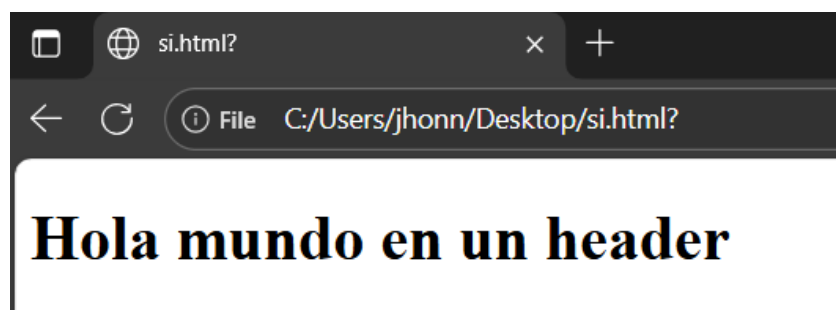 si.html?
File C:/Users/jhonn/Desktop/si.html?
Hola mundo en un header